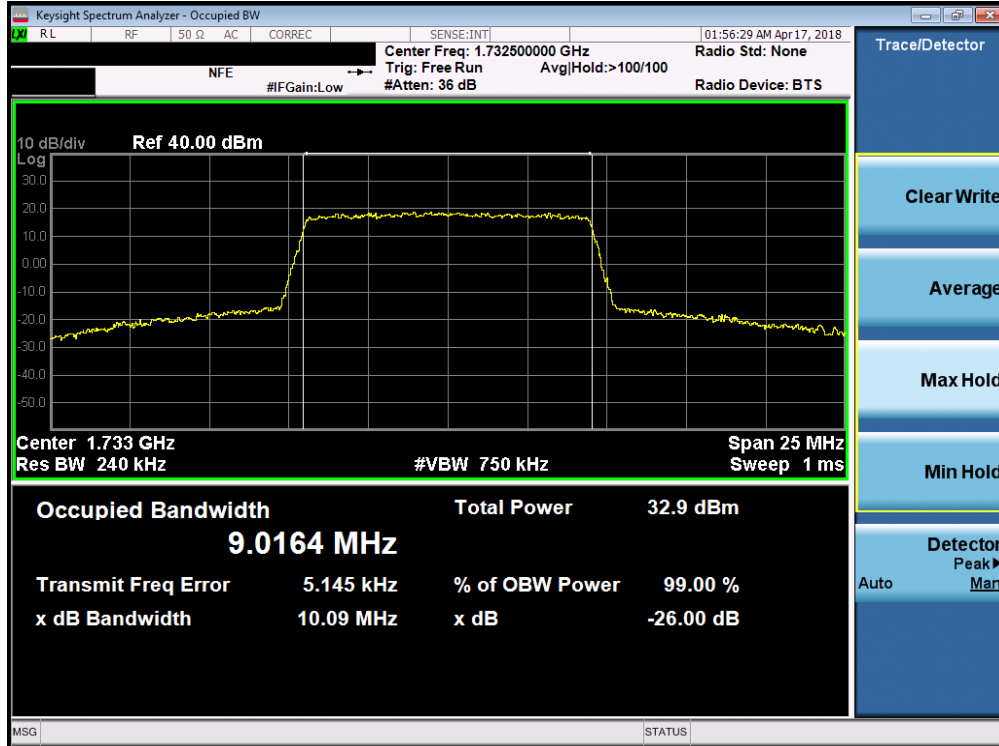 Keysight Spectrum Analyzer - Occupied BW
LXI RL RF 50 Ω AC CORREC SENSE:INT 01:56:29 AM Apr 17, 2018
Center Freq: 1.732500000 GHz Radio Std: None
NFE Trig: Free Run Avg|Hold:>100/100
#IFGain:Low #Atten: 36 dB Radio Device: BTS
10 dB/div Ref 40.00 dBm
Log
30.0
20.0
10.0
0.00
-10.0
-20.0
-30.0
-40.0
-50.0
Center 1.733 GHz Span 25 MHz
Res BW 240 kHz #VBW 750 kHz Sweep 1 ms
Occupied Bandwidth Total Power 32.9 dBm
9.0164 MHz
Transmit Freq Error 5.145 kHz % of OBW Power 99.00 %
x dB Bandwidth 10.09 MHz x dB -26.00 dB
MSG STATUS
Trace/Detector
Clear Write
Average
Max Hold
Min Hold
Detector
Peak▶
Auto Man